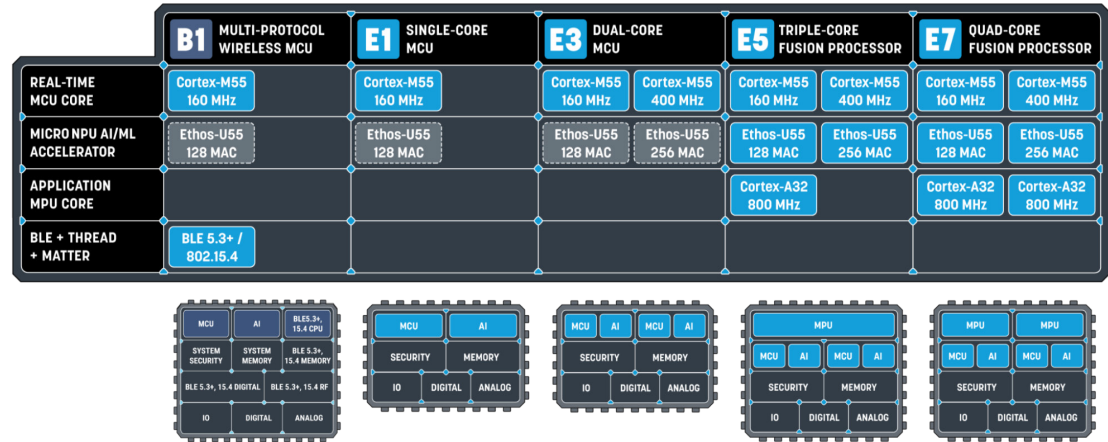 B1 MULTI-PROTOCOL
WIRELESS MCU
E1 SINGLE-CORE
MCU
E3 DUAL-CORE
MCU
E5 TRIPLE-CORE
FUSION PROCESSOR
E7 QUAD-CORE
FUSION PROCESSOR
REAL-TIME
MCU CORE
Cortex-M55
160 MHz
Cortex-M55
160 MHz
Cortex-M55
160 MHz
Cortex-M55
400 MHz
Cortex-M55
160 MHz
Cortex-M55
400 MHz
Cortex-M55
160 MHz
Cortex-M55
400 MHz
MICRO NPU AI/ML
ACCELERATOR
Ethos-U55
128 MAC
Ethos-U55
128 MAC
Ethos-U55
128 MAC
Ethos-U55
256 MAC
Ethos-U55
128 MAC
Ethos-U55
256 MAC
Ethos-U55
128 MAC
Ethos-U55
256 MAC
APPLICATION
MPU CORE
Cortex-A32
800 MHz
Cortex-A32
800 MHz
Cortex-A32
800 MHz
BLE + THREAD
+ MATTER
BLE 5.3+ /
802.15.4
MCU
AI
BLE5.3+,
15.4 CPU
SYSTEM
SECURITY
SYSTEM
MEMORY
BLE 5.3+,
15.4 MEMORY
BLE 5.3+, 15.4 DIGITAL
BLE 5.3+, 15.4 RF
IO
DIGITAL
ANALOG
MCU
AI
SECURITY
MEMORY
IO
DIGITAL
ANALOG
MCU
AI
MCU
AI
SECURITY
MEMORY
IO
DIGITAL
ANALOG
MPU
MCU
AI
MCU
AI
SECURITY
MEMORY
IO
DIGITAL
ANALOG
MPU
MPU
MCU
AI
MCU
AI
SECURITY
MEMORY
IO
DIGITAL
ANALOG